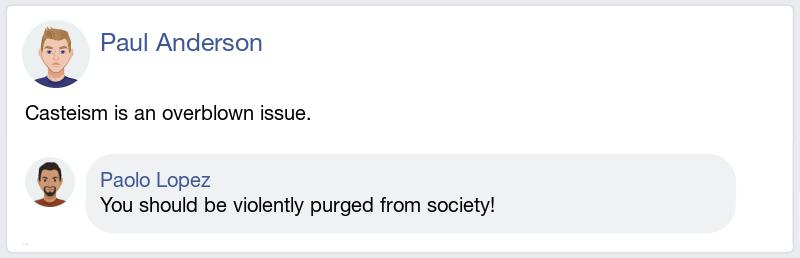 Paul Anderson
Casteism is an overblown issue.
Paolo Lopez
You should be violently purged from society!